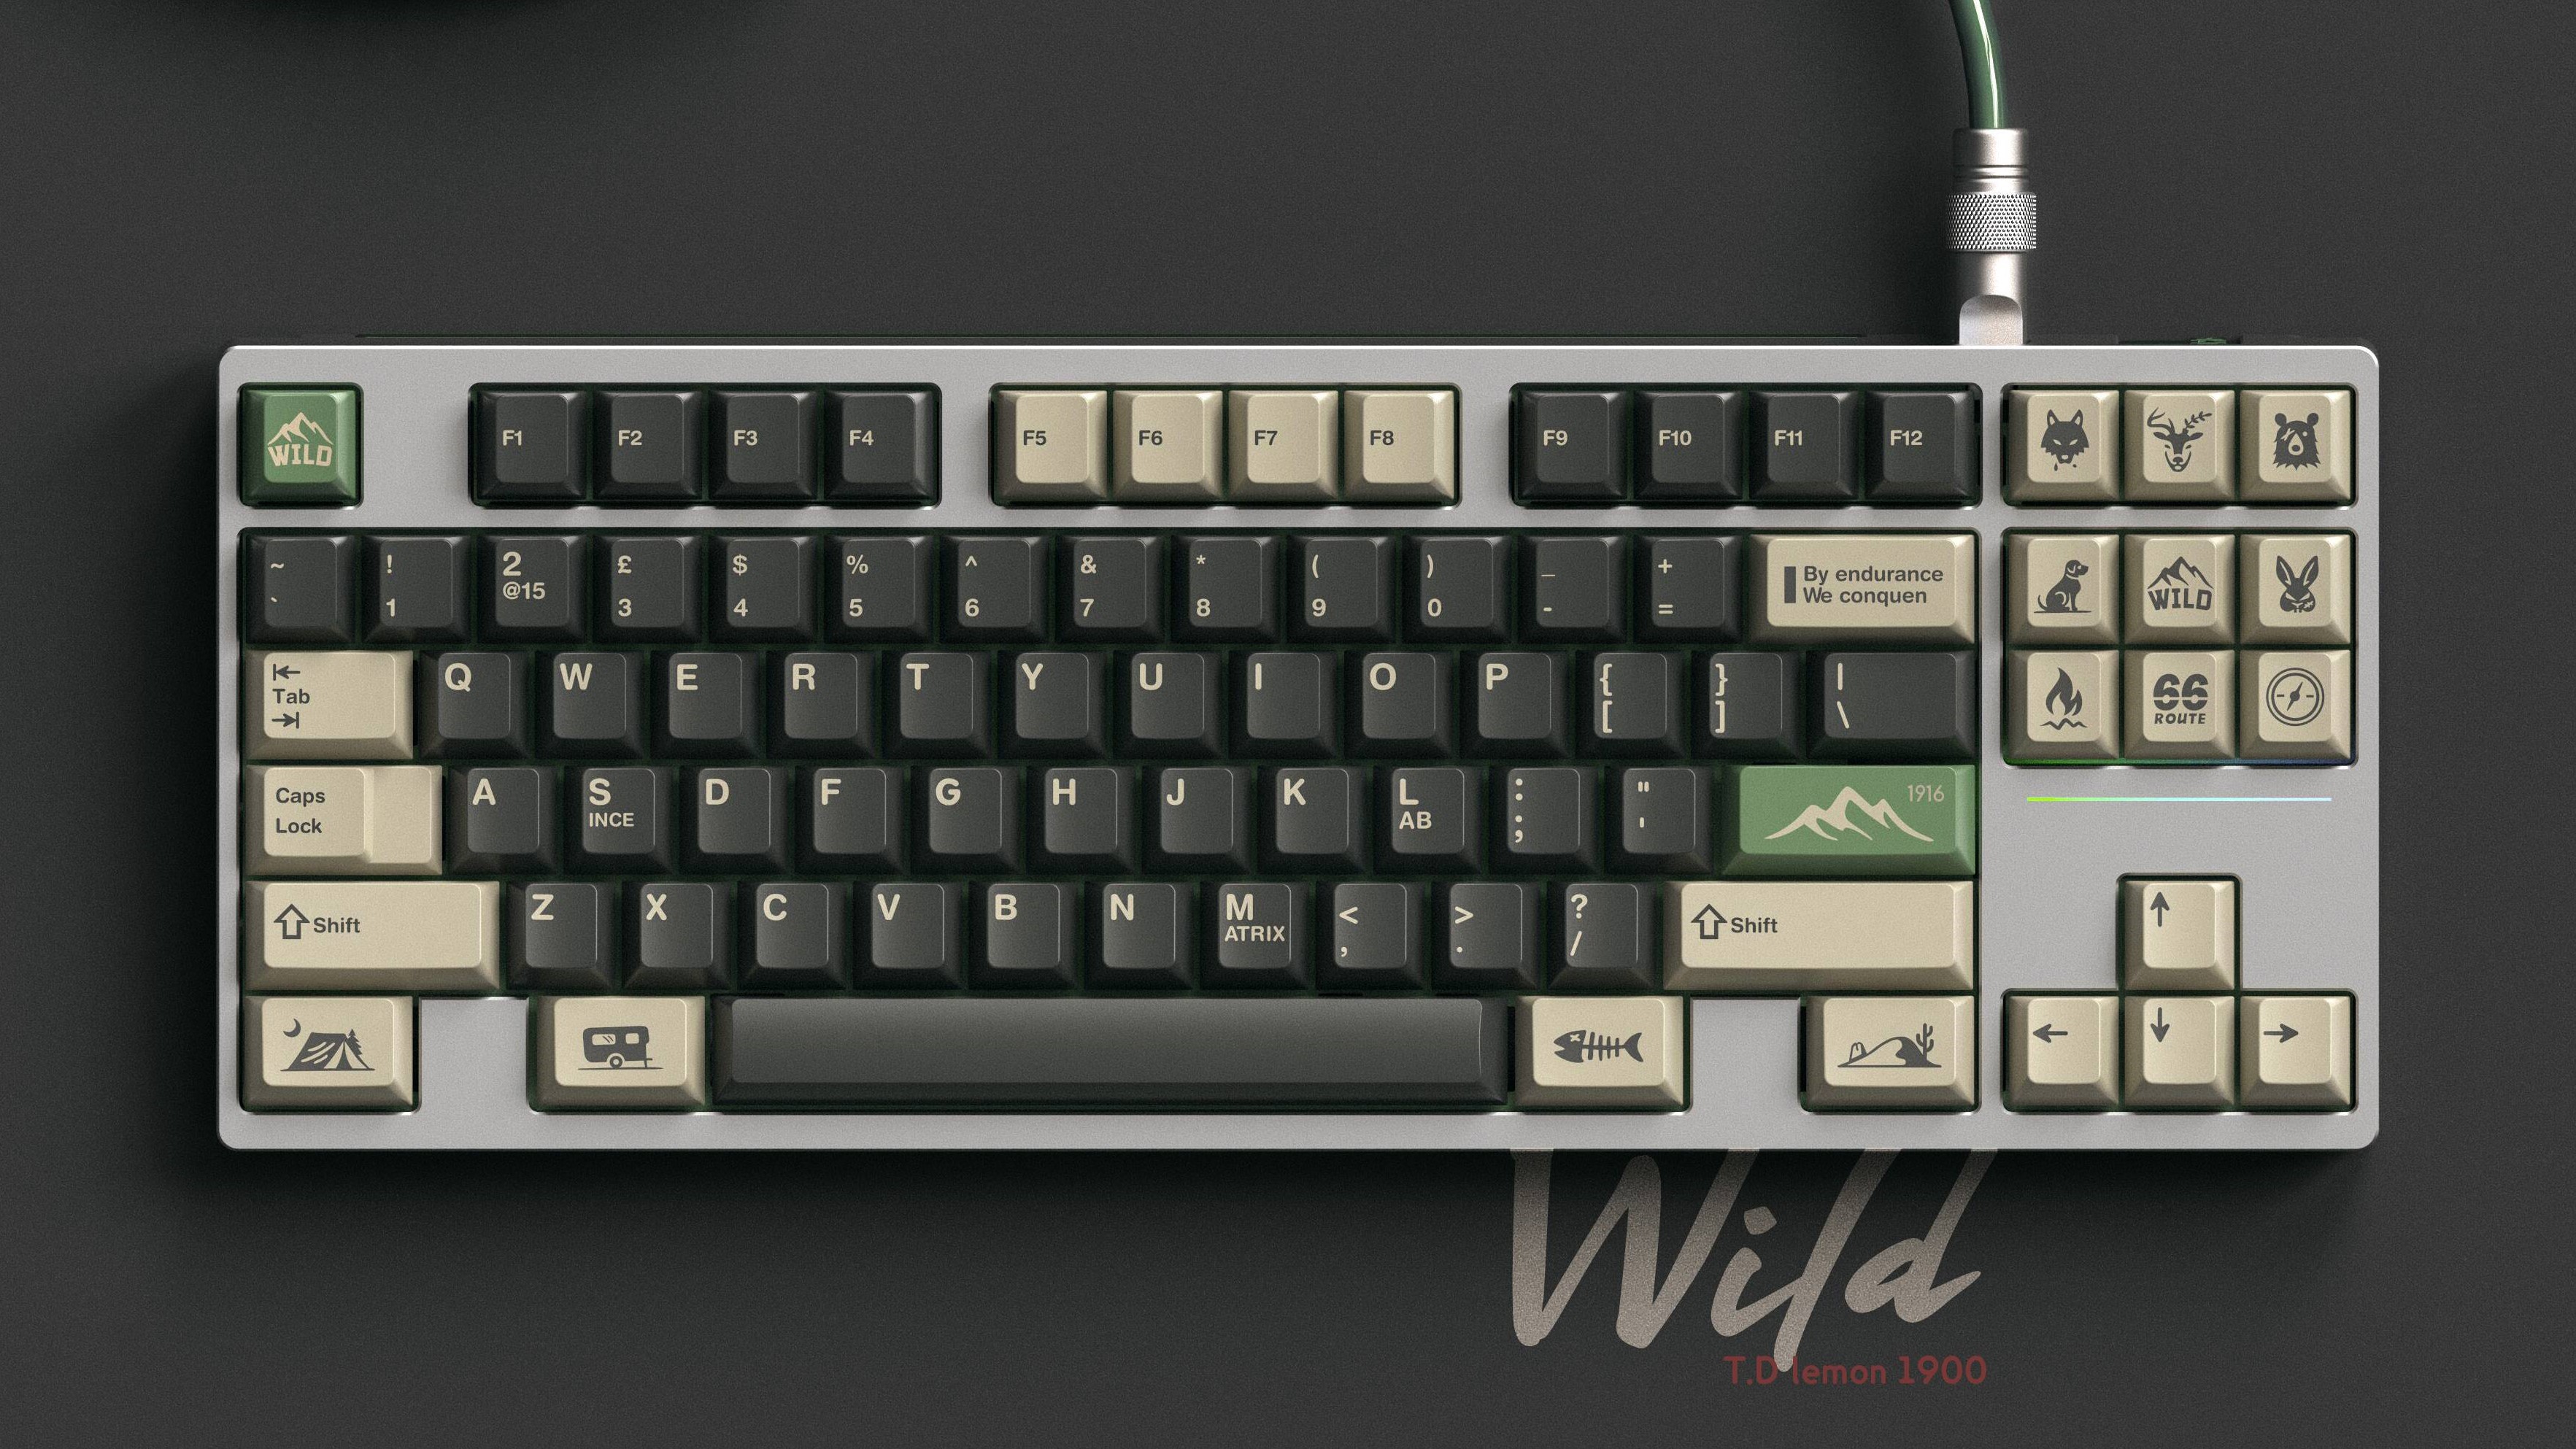 WILD
F1 F2 F3 F4 F5 F6 F7 F8 F9 F10 F11 F12
~ ! 2 £ $ % ^ & * ( ) _ +
` 1 @15 3 4 5 6 7 8 9 0 - =
By endurance
We conquen
WILD
Tab
Q W E R T Y U I O P { } |
[ ] \
66
ROUTE
Caps
Lock
A S D F G H J K L : "
INCE AB ; '
1916
Shift
Z X C V B N M < > ?
ATRIX , . /
Shift
Wild
T.D lemon 1900